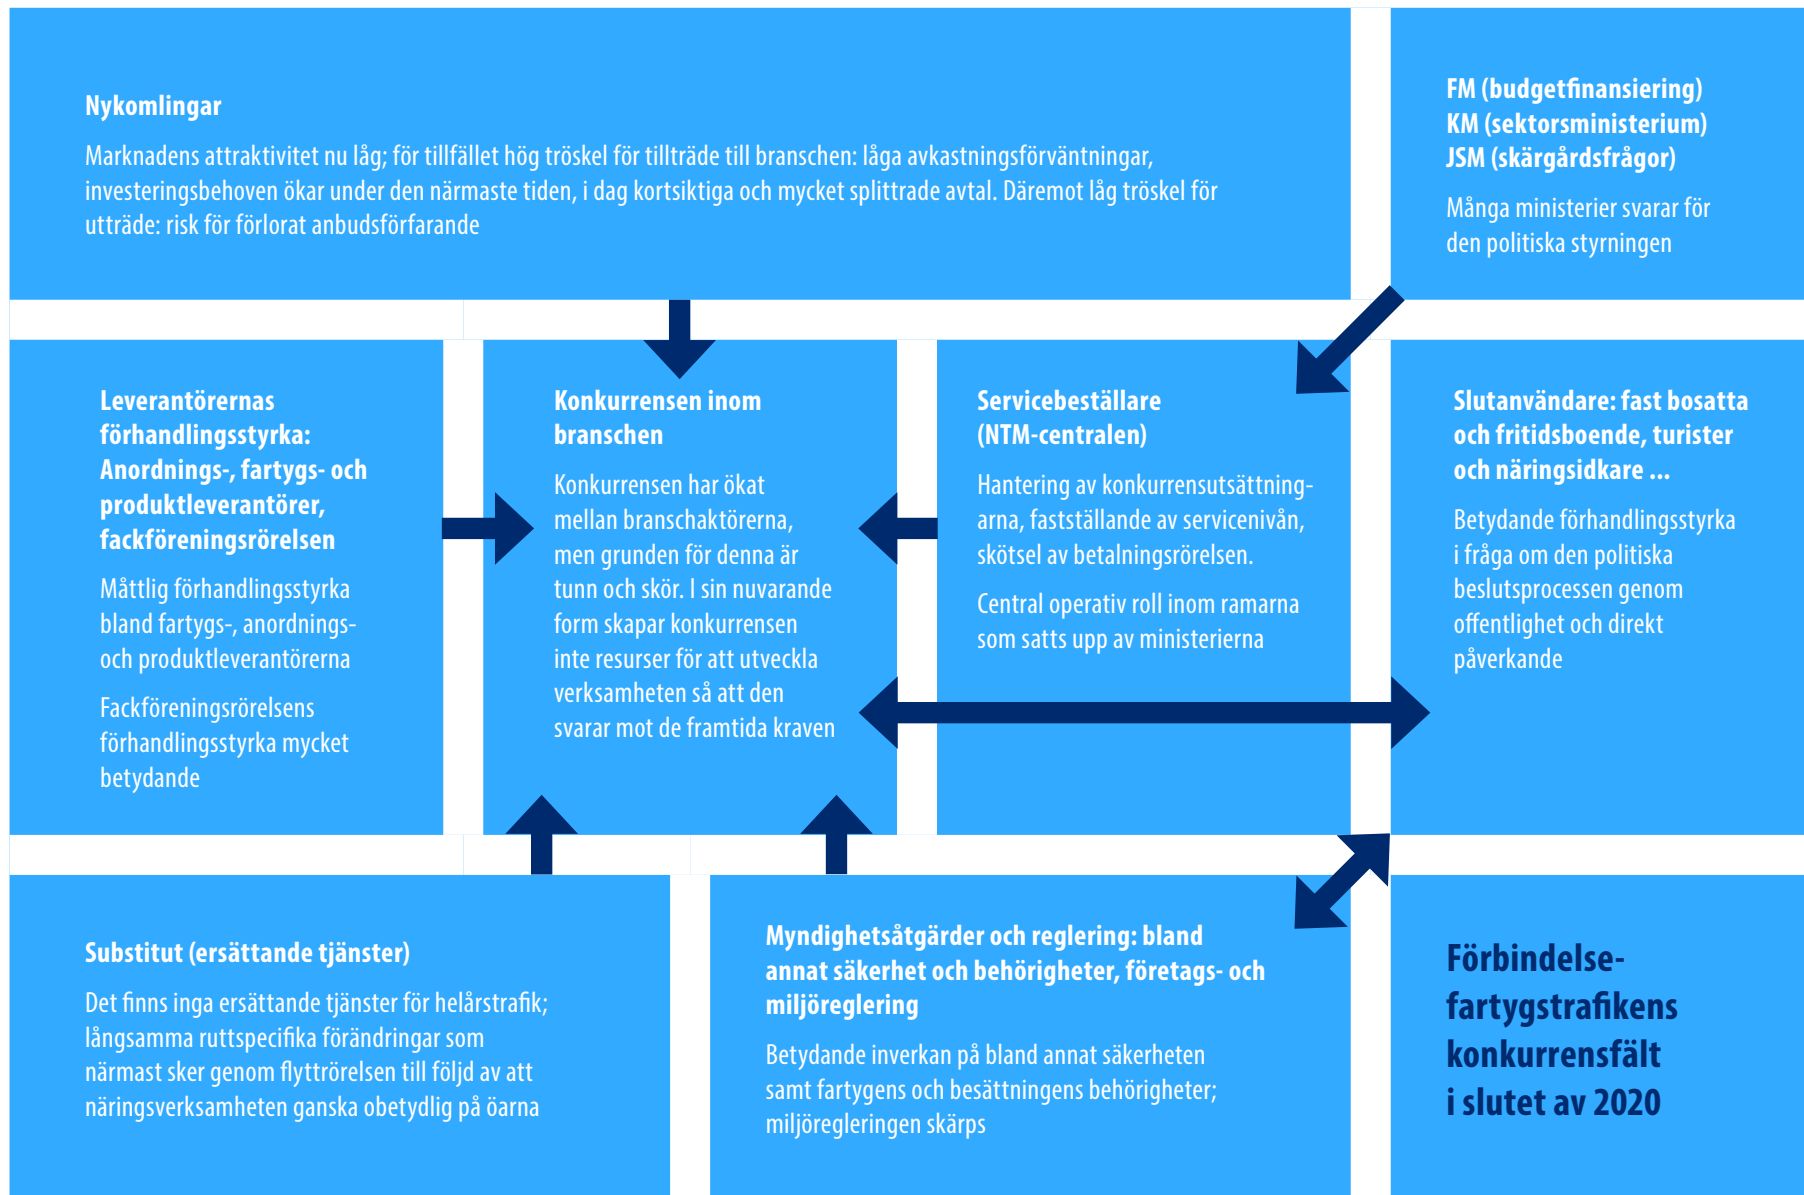 Nykomlingar
Marknadens attraktivitet nu låg; för tillfället hög tröskel för tillträde till branschen: låga avkastningsförväntningar,
investeringsbehoven ökar under den närmaste tiden, i dag kortsiktiga och mycket splittrade avtal. Däremot låg tröskel för
utträde: risk för förlorat anbudsförfarande
FM (budgetfinansiering)
KM (sektorsministerium)
JSM (skärgårdsfrågor)
Många ministerier svarar för
den politiska styrningen
Leverantörernas
förhandlingsstyrka:
Anordnings-, fartygs- och
produktleverantörer,
fackföreningsrörelsen
Måttlig förhandlingsstyrka
bland fartygs-, anordnings-
och produktleverantörerna
Fackföreningsrörelsens
förhandlingsstyrka mycket
betydande
Konkurrensen inom
branschen
Konkurrensen har ökat
mellan branschaktörerna,
men grunden för denna är
tunn och skör. I sin nuvarande
form skapar konkurrensen
inte resurser för att utveckla
verksamheten så att den
svarar mot de framtida kraven
Servicebeställare
(NTM-centralen)
Hantering av konkurrensutsättning-
arna, fastställande av servicenivån,
skötsel av betalningsrörelsen.
Central operativ roll inom ramarna
som satts upp av ministerierna
Slutanvändare: fast bosatta
och fritidsboende, turister
och näringsidkare ...
Betydande förhandlingsstyrka
i fråga om den politiska
beslutsprocessen genom
offentlighet och direkt
påverkande
Substitut (ersättande tjänster)
Det finns inga ersättande tjänster för helårstrafik;
långsamma ruttspecifika förändringar som
närmast sker genom flyttrörelsen till följd av att
näringsverksamheten ganska obetydlig på öarna
Myndighetsåtgärder och reglering: bland
annat säkerhet och behörigheter, företags- och
miljöreglering
Betydande inverkan på bland annat säkerheten
samt fartygens och besättningens behörigheter;
miljöregleringen skärps
Förbindelse-
fartygstrafikens
konkurrensfält
i slutet av 2020